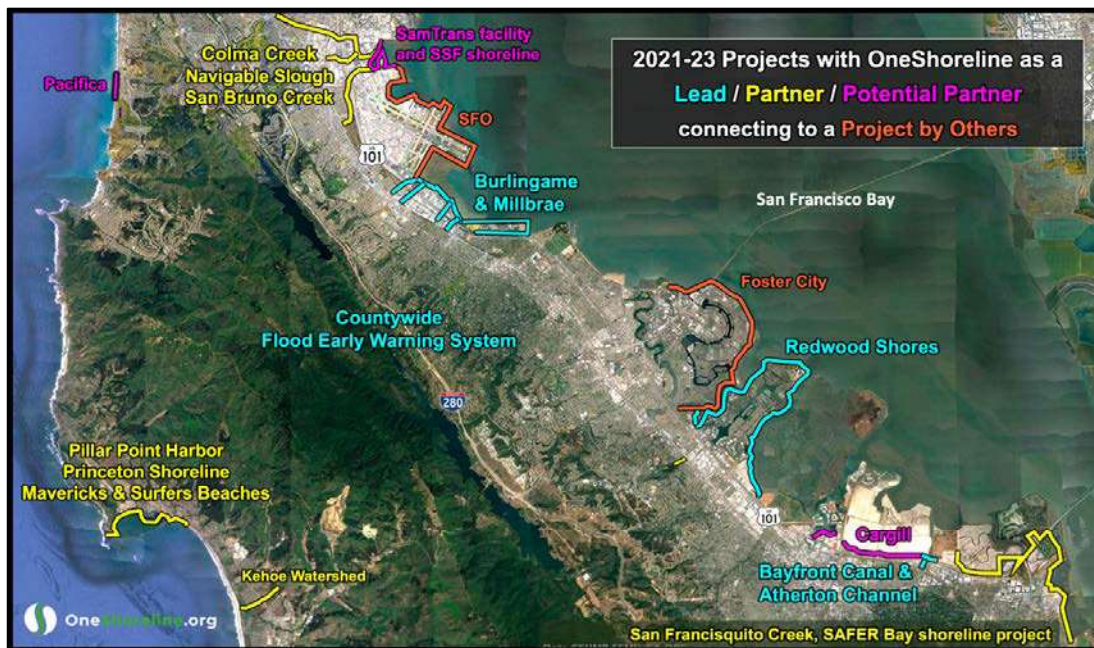 2021-23 Projects with OneShoreline as a
Lead / Partner / Potential Partner
connecting to a Project by Others
SamTrans facility
and SSF shoreline
Colma Creek
Navigable Slough
San Bruno Creek
Pacifica
SFO
101
Burlingame
& Millbrae
San Francisco Bay
Foster City
Countywide
Flood Early Warning System
Redwood Shores
280
Pillar Point Harbor
Princeton Shoreline
Mavericks & Surfers Beaches
101
Cargill
Bayfront Canal &
Atherton Channel
Kehoe Watershed
Oneshoreline.org
San Francisquito Creek, SAFER Bay shoreline project